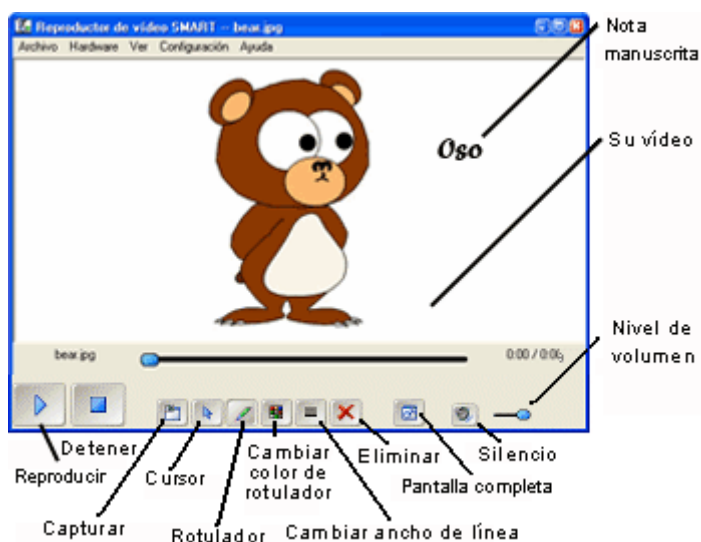 Reproductor de vídeo SMART -- bear.jpg
Archivo Hardware Ver Configuración Ayuda
Nota
manuscrita
Oso
Su vídeo
Nivel de
volumen
bear.jpg
0:00 / 0:06
Detener
Reproducir
Cursor
Cambiar
color de
rotulador
Eliminar
Silencio
Pantalla completa
Capturar
Rotulador
Cambiar ancho de línea